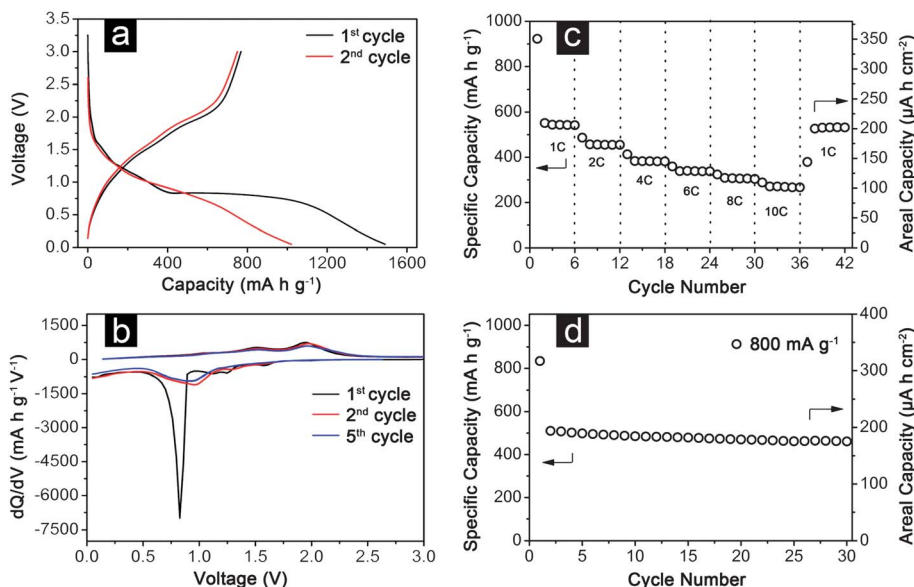 a
1st cycle
2nd cycle
Voltage (V)
3.5
3.0
2.5
2.0
1.5
1.0
0.5
0.0
0 400 800 1200 1600
Capacity (mA h g-1)
c
Specific Capacity (mA h g-1)
1000
800
600
400
200
0
1C 2C 4C 6C 8C 10C 1C
0 6 12 18 24 30 36 42
Cycle Number
350
300
250
200
150
100
50
0
Areal Capacity (µA h cm-2)
b
1st cycle
2nd cycle
5th cycle
dQ/dV (mA h g-1 V-1)
1500
0
-1500
-3000
-4500
-6000
-7500
0.0 0.5 1.0 1.5 2.0 2.5 3.0
Voltage (V)
d
800 mA g-1
Specific Capacity (mA h g-1)
1000
800
600
400
200
0
0 5 10 15 20 25 30
Cycle Number
400
300
200
100
0
Areal Capacity (µA h cm-2)